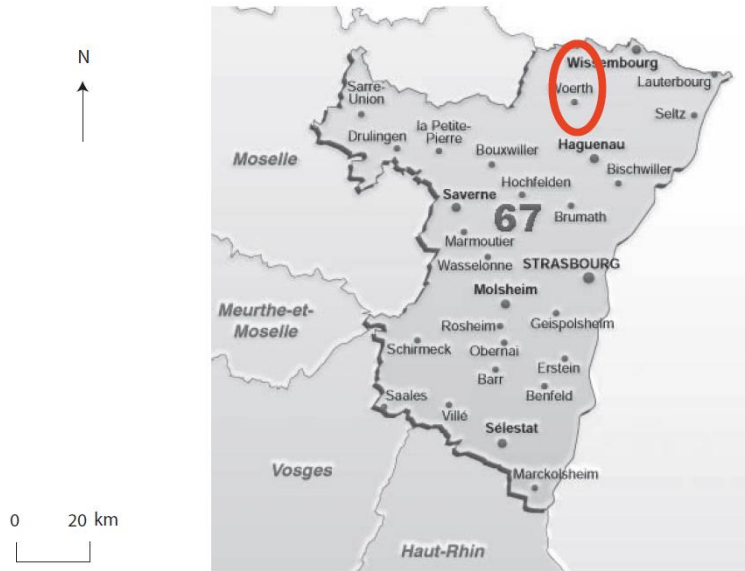 N
Wissembourg
Lauterbourg
Woerth
Sarre-
Union
Seltz
Drulingen
la Petite-
Pierre
Haguenau
Bouxwiller
Moselle
Bischwiller
Hochfelden
Saverne
67
Brumath
Marmoutier
Wasselonne
STRASBOURG
Molsheim
Meurthe-et-
Moselle
Rosheim
Geispolsheim
Schirmeck
Obernai
Erstein
Barr
Benfeld
Saales
Villé
Sélestat
Vosges
Marckolsheim
0 20 km
Haut-Rhin